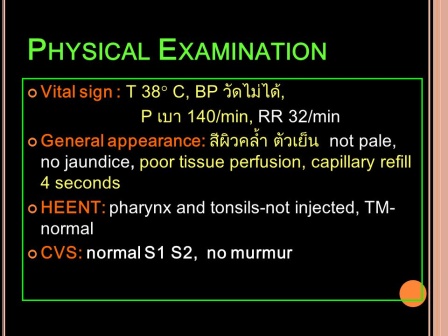 PHYSICAL EXAMINATION
Vital sign : T 38° C, BP วัดไม่ได้,
P เบา 140/min, RR 32/min
General appearance: สีผิวคล้ำ ตัวเย็น not pale,
no jaundice, poor tissue perfusion, capillary refill
4 seconds
HEENT: pharynx and tonsils-not injected, TM-
normal
CVS: normal S1 S2, no murmur